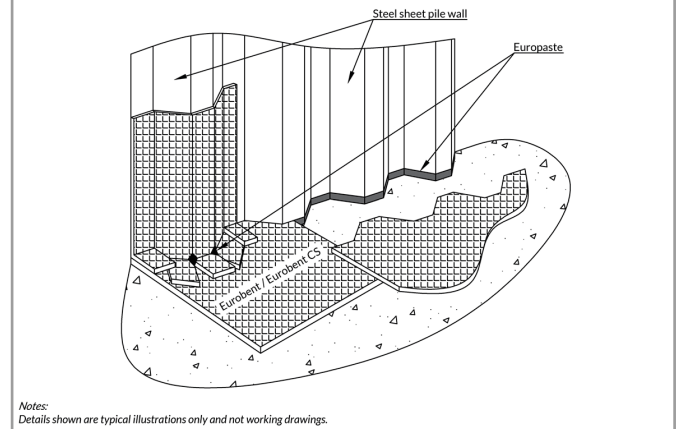 Steel sheet pile wall
Europaste
Eurobent / Eurobent CS
Notes:
Details shown are typical illustrations only and not working drawings.